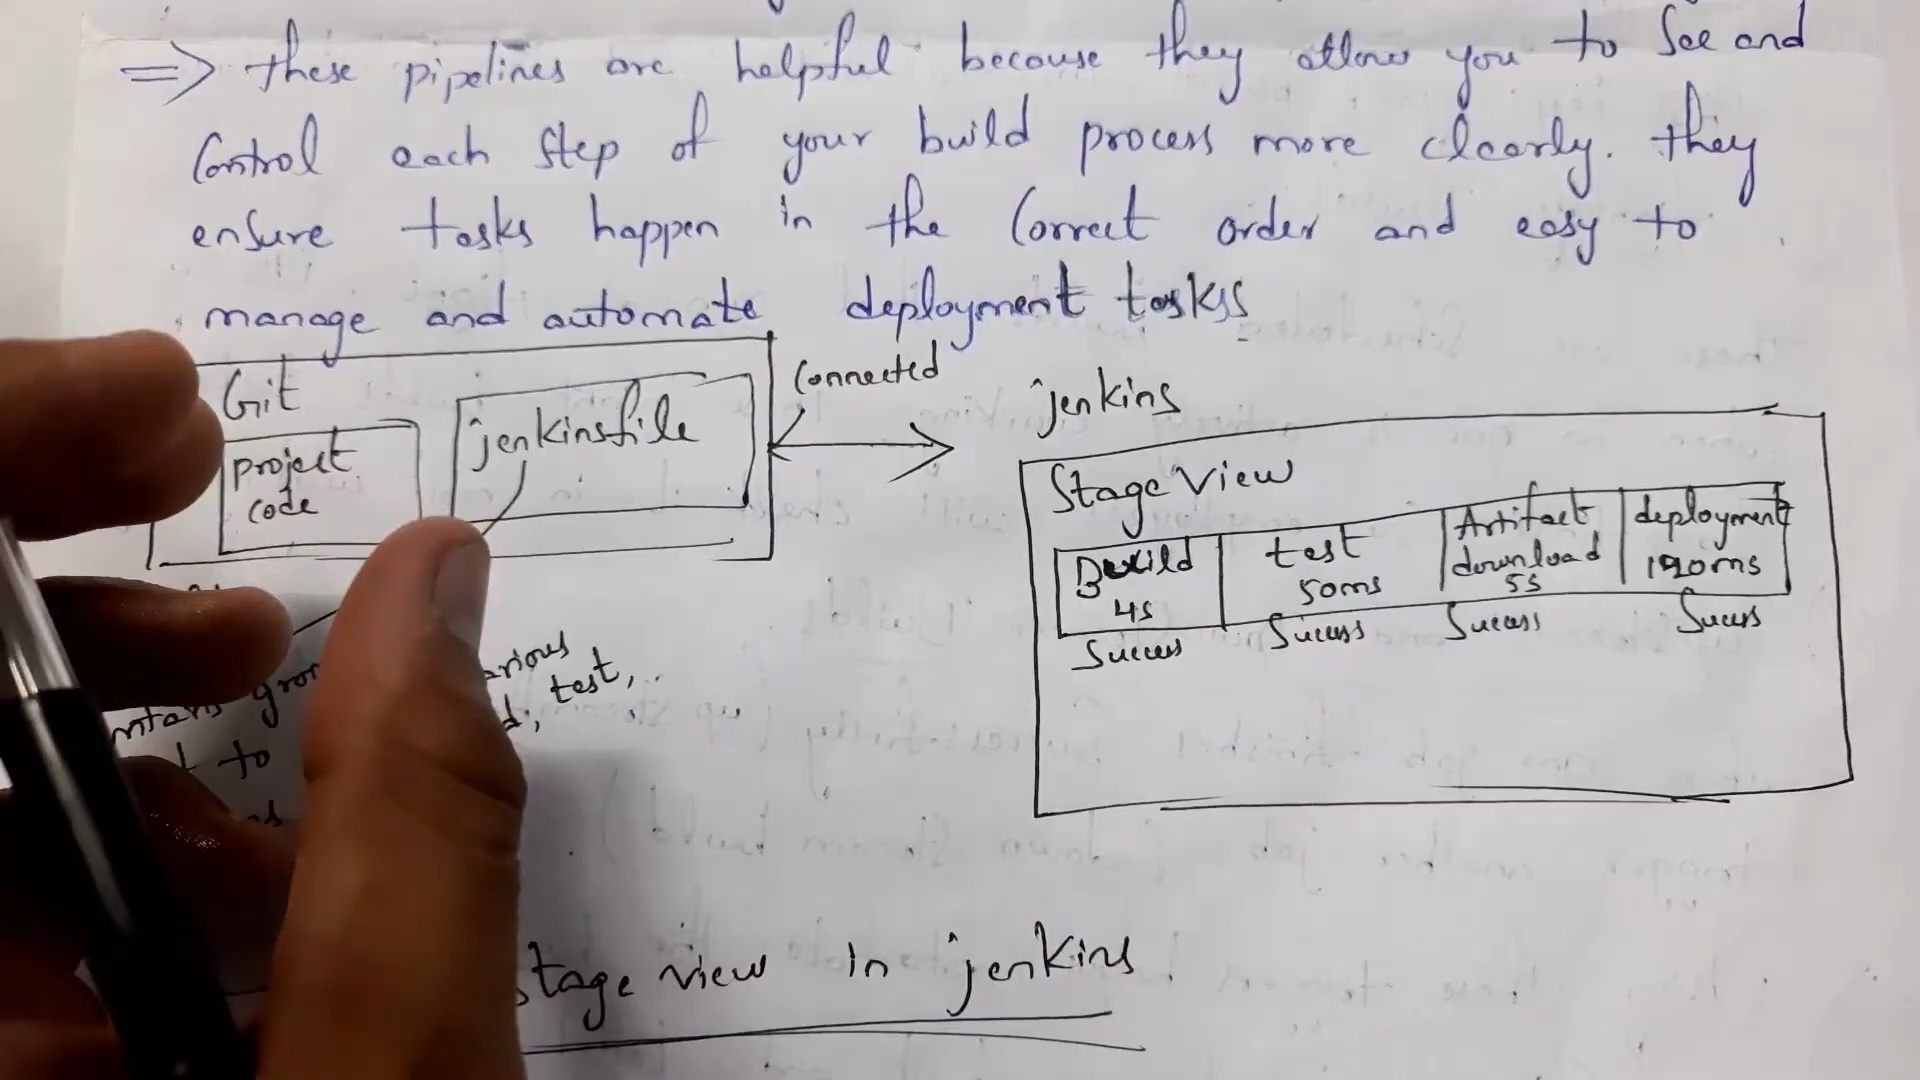 => these pipelines are helpful because they allow you to see and
Control each step of your build process more clearly. they
ensure tasks happen in the Correct order and easy to
manage and automate deployment taskss
Git
project
code
jenkinsfile
Connected
jenkins
Stage View
Build
4s
test
50ms
Artifact
download
5s
deployment
190ms
Success
Success
Success
Sucess
test, ..
to
stage view in jenkins